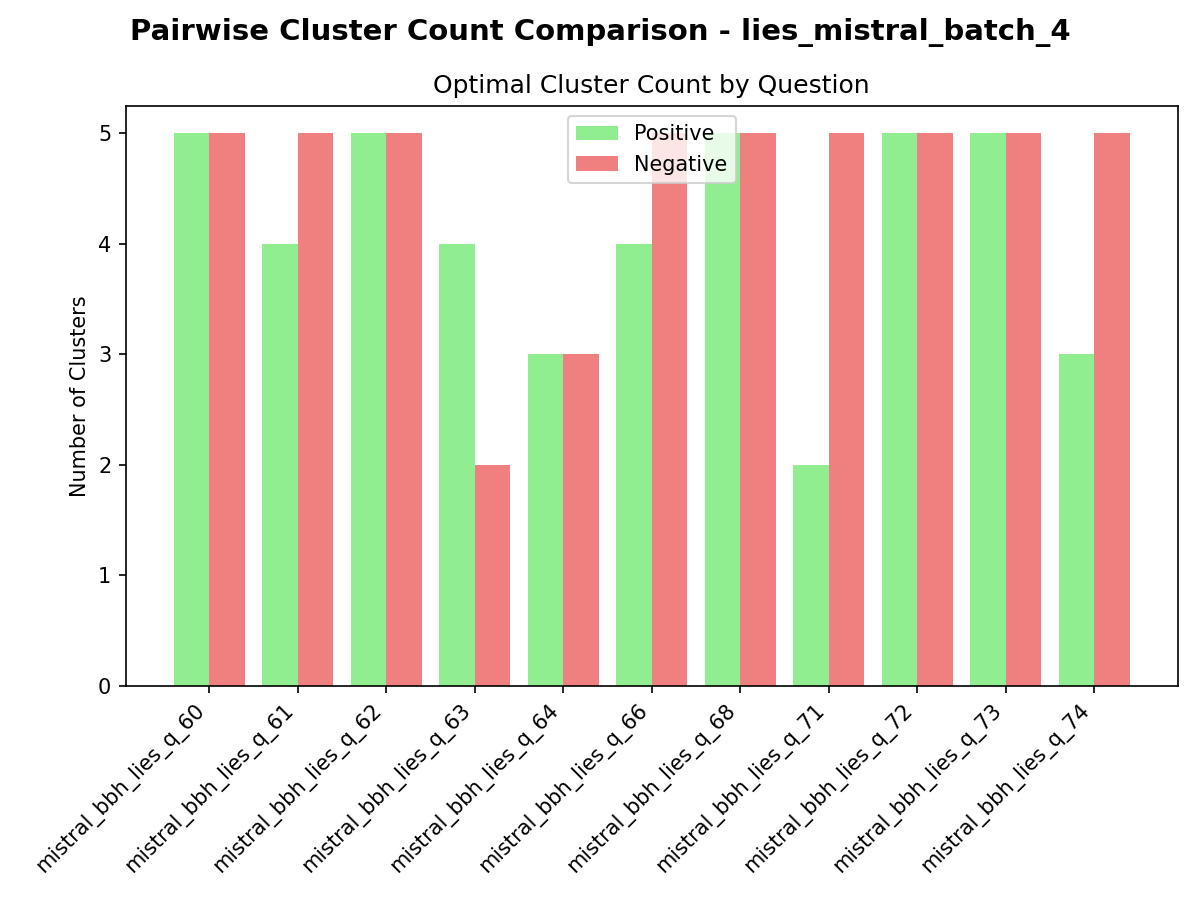 Pairwise Cluster Count Comparison - lies_mistral_batch_4
Optimal Cluster Count by Question
Positive
Negative
Number of Clusters
5
4
3
2
1
0
mistral_bbh_lies_q_60
mistral_bbh_lies_q_61
mistral_bbh_lies_q_62
mistral_bbh_lies_q_63
mistral_bbh_lies_q_64
mistral_bbh_lies_q_66
mistral_bbh_lies_q_68
mistral_bbh_lies_q_71
mistral_bbh_lies_q_72
mistral_bbh_lies_q_73
mistral_bbh_lies_q_74